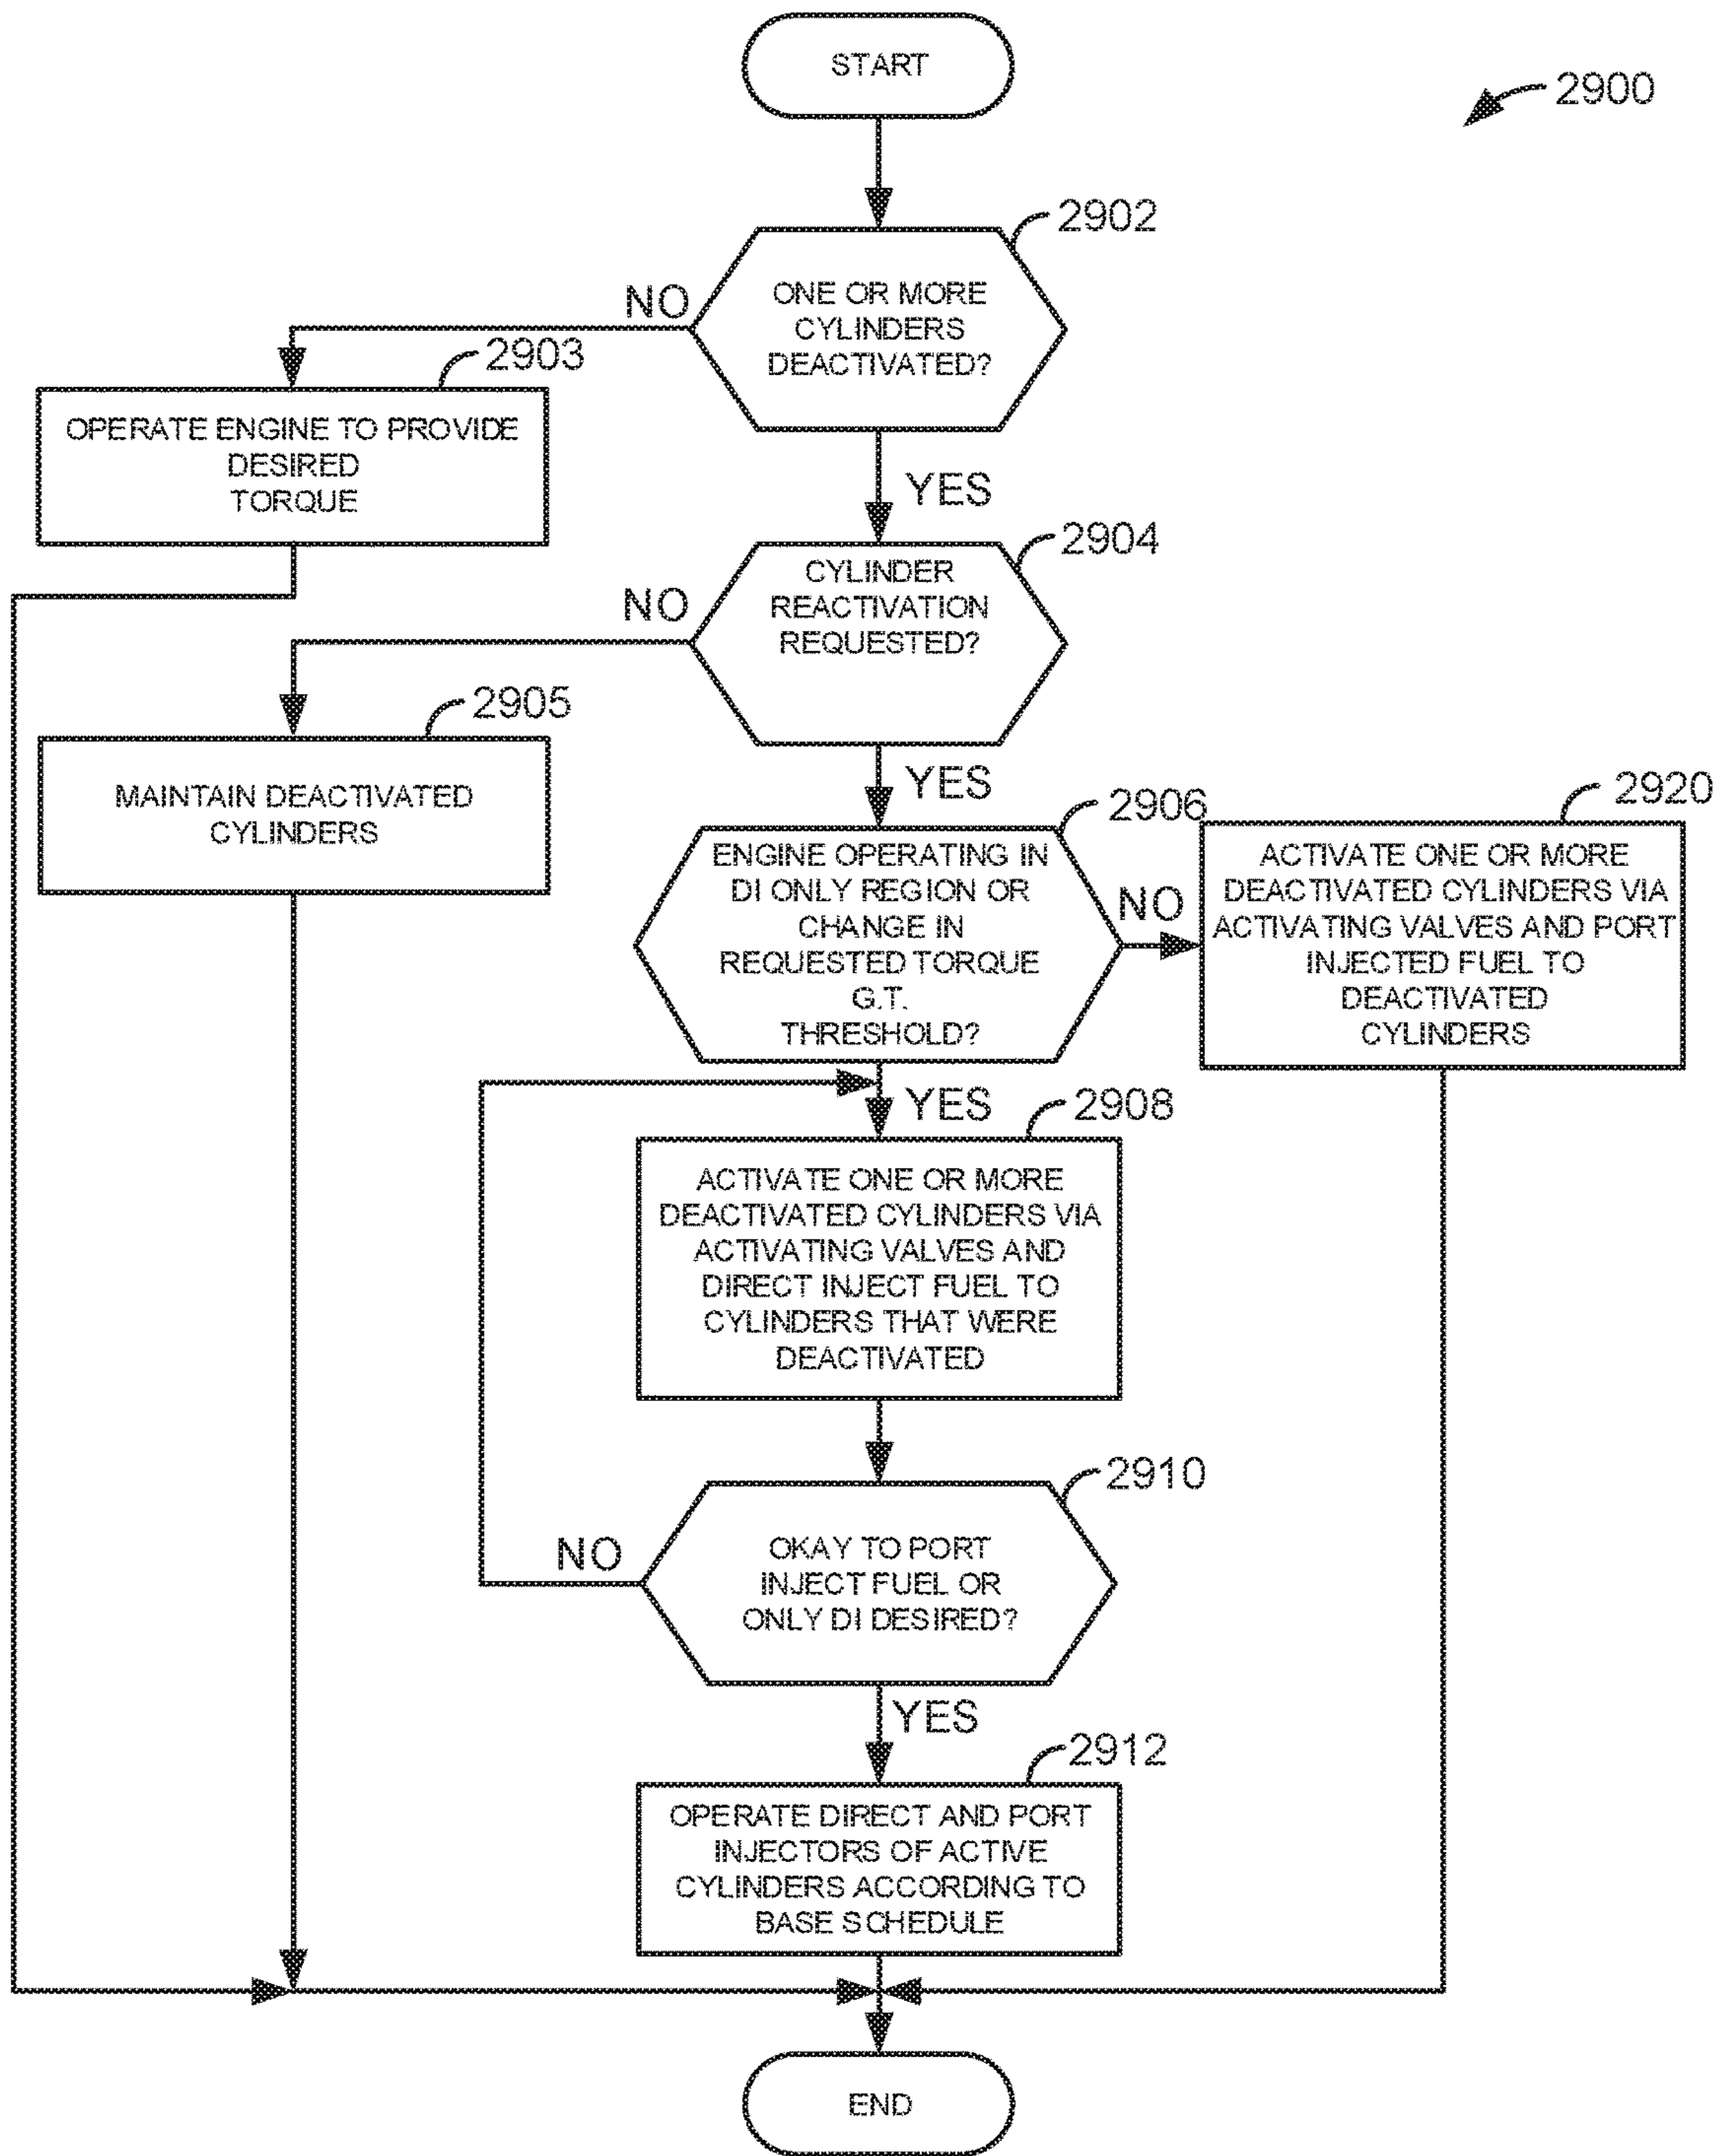 START
2900
2902
ONE OR MORE
CYLINDERS
DEACTIVATED?
NO
2903
OPERATE ENGINE TO PROVIDE
DESIRED
TORQUE
YES
2904
CYLINDER
REACTIVATION
REQUESTED?
NO
2905
MAINTAIN DEACTIVATED
CYLINDERS
YES
2906
ENGINE OPERATING IN
DI ONLY REGION OR
CHANGE IN
REQUESTED TORQUE
G.T.
THRESHOLD?
NO
2920
ACTIVATE ONE OR MORE
DEACTIVATED CYLINDERS VIA
ACTIVATING VALVES AND PORT
INJECTED FUEL TO
DEACTIVATED
CYLINDERS
YES
2908
ACTIVATE ONE OR MORE
DEACTIVATED CYLINDERS VIA
ACTIVATING VALVES AND
DIRECT INJECT FUEL TO
CYLINDERS THAT WERE
DEACTIVATED
2910
OKAY TO PORT
INJECT FUEL OR
ONLY DI DESIRED?
NO
YES
2912
OPERATE DIRECT AND PORT
INJECTORS OF ACTIVE
CYLINDERS ACCORDING TO
BASE SCHEDULE
END